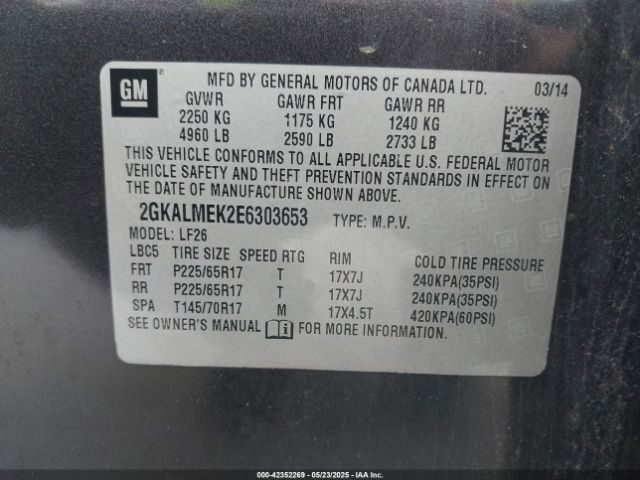 GM
MFD BY GENERAL MOTORS OF CANADA LTD. 03/14
GVWR GAWR FRT GAWR RR
2250 KG 1175 KG 1240 KG
4960 LB 2590 LB 2733 LB
THIS VEHICLE CONFORMS TO ALL APPLICABLE U.S. FEDERAL MOTOR
VEHICLE SAFETY AND THEFT PREVENTION STANDARDS IN EFFECT ON
THE DATE OF MANUFACTURE SHOWN ABOVE.
2GKALMEK2E6303653 TYPE: M.P.V.
MODEL: LF26
LBC5 TIRE SIZE SPEED RTG RIM COLD TIRE PRESSURE
FRT P225/65R17 T 17X7J 240KPA(35PSI)
RR P225/65R17 T 17X7J 240KPA(35PSI)
SPA T145/70R17 M 17X4.5T 420KPA(60PSI)
SEE OWNER'S MANUAL FOR MORE INFORMATION.
000-42352269 - 05/23/2025 - IAAI.COM